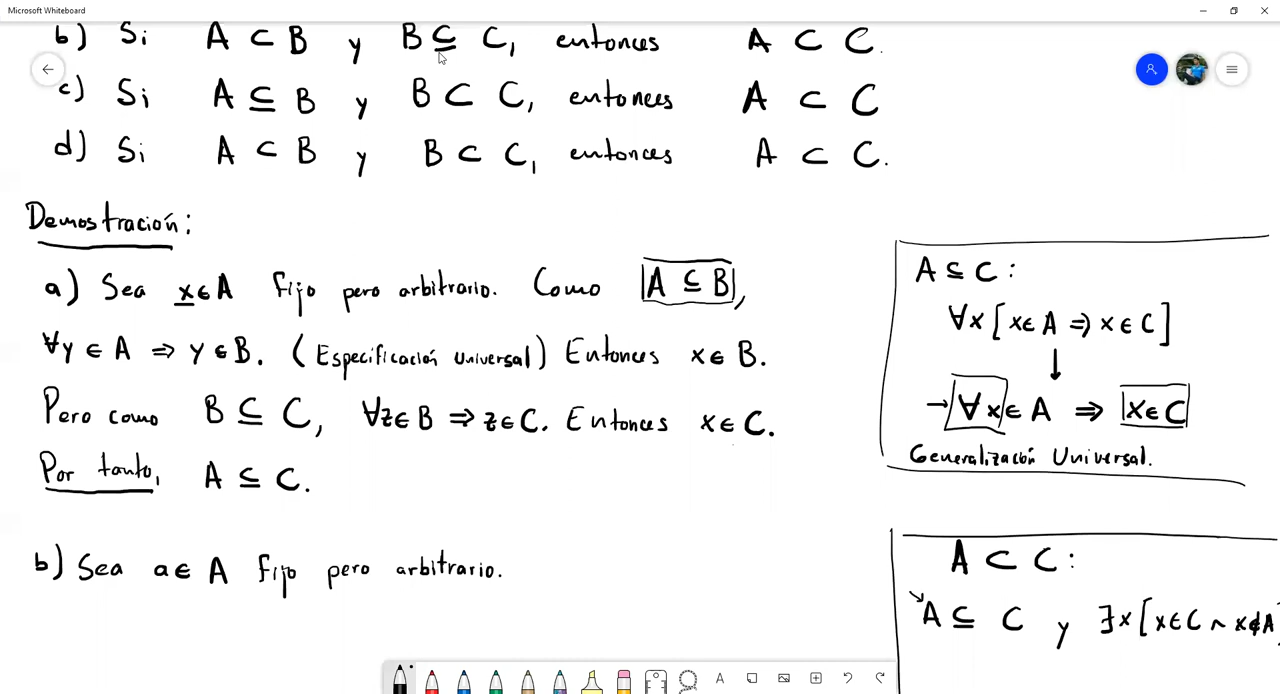 Microsoft Whiteboard
b) Si A ⊂ B y B ⊆ C, entonces A ⊂ C.
c) Si A ⊆ B y B ⊂ C, entonces A ⊂ C
d) Si A ⊂ B y B ⊂ C, entonces A ⊂ C.
Demostración:
a) Sea x ∈ A fijo pero arbitrario. Como A ⊆ B,
∀y ∈ A ⇒ y ∈ B. (Especificación Universal) Entonces x ∈ B.
Pero como B ⊆ C, ∀z ∈ B ⇒ z ∈ C. Entonces x ∈ C.
Por tanto, A ⊆ C.
b) Sea a ∈ A fijo pero arbitrario.
A ⊆ C:
∀x [x ∈ A ⇒ x ∈ C]
↓
→ ∀x ∈ A ⇒ x ∈ C
Generalización Universal.
A ⊂ C:
A ⊆ C y ∃x [x ∈ C ∧ x ∉ A]
A